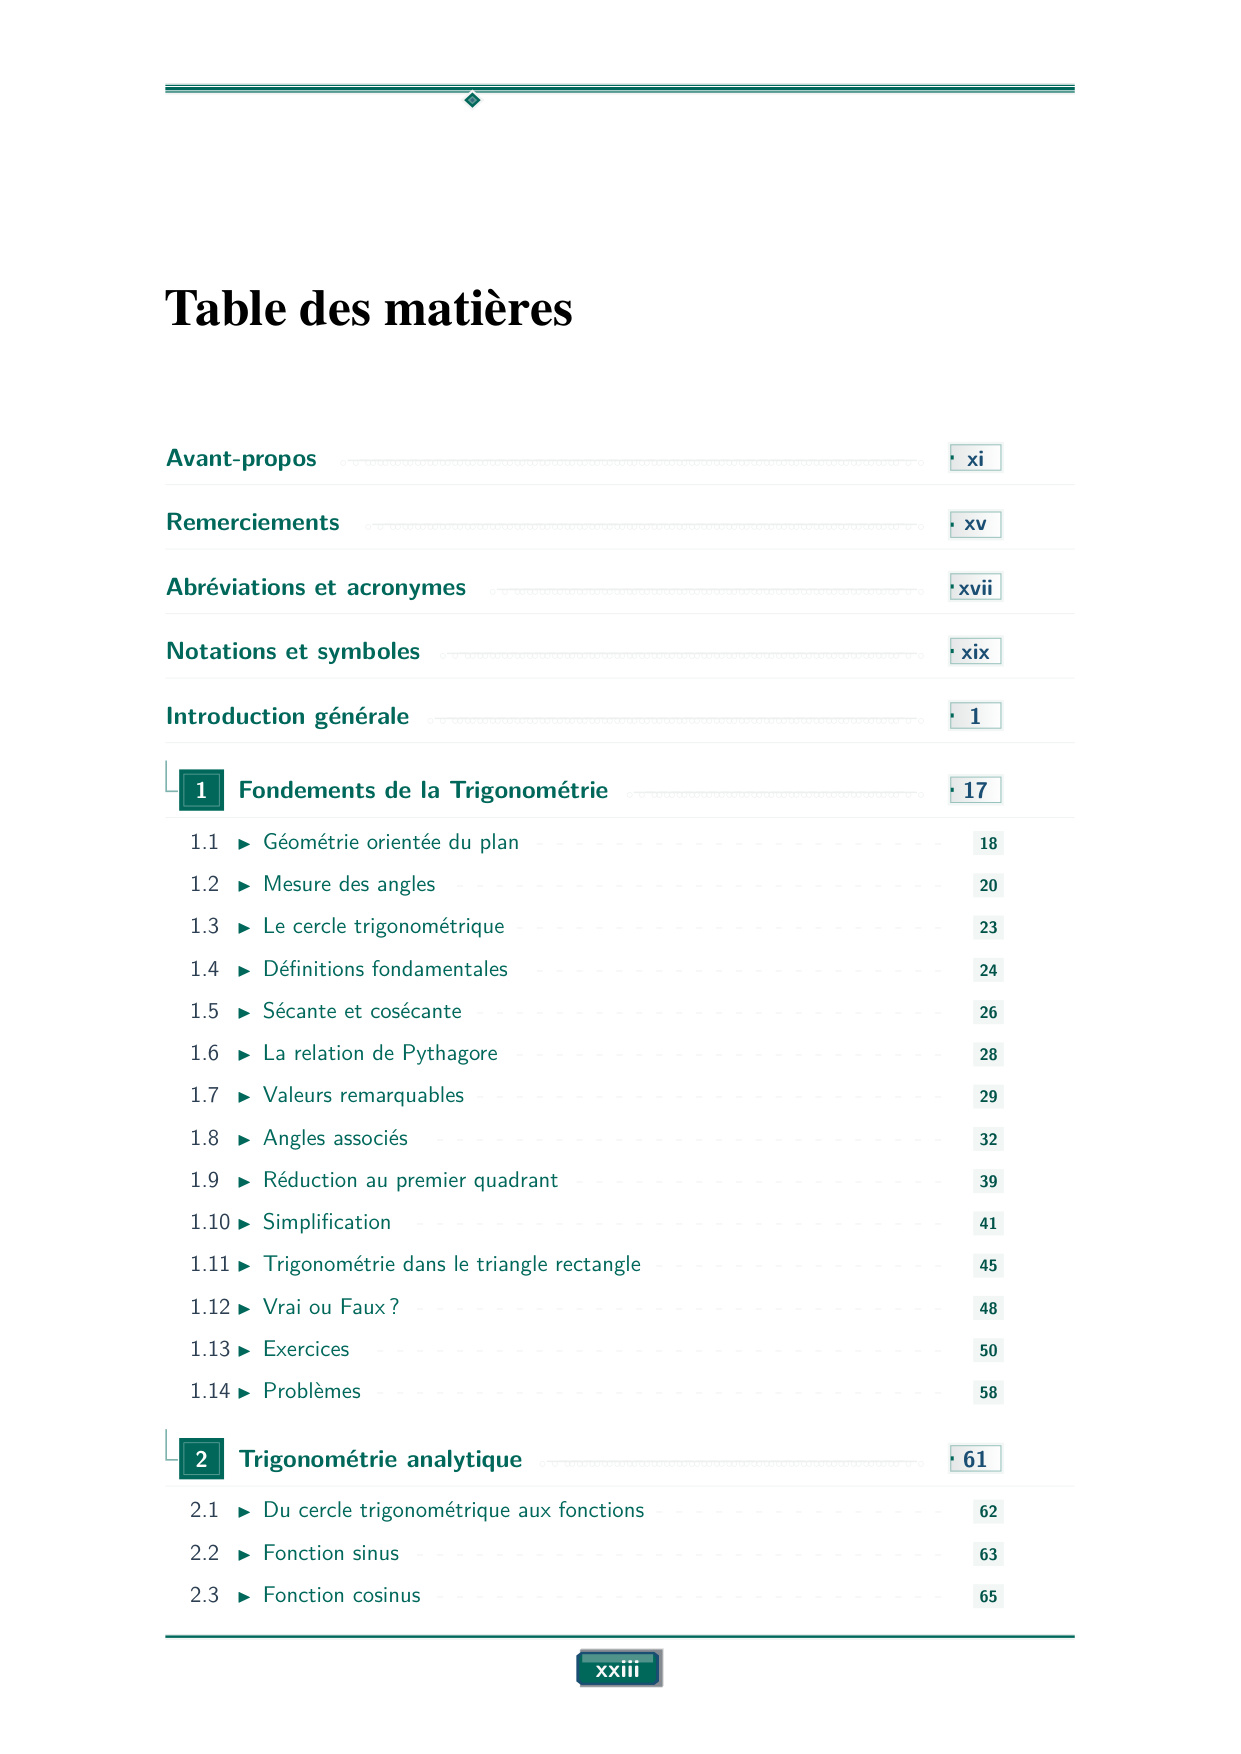 Table des matières
Avant-propos xi
Remerciements xv
Abréviations et acronymes xvii
Notations et symboles xix
Introduction générale 1
1 Fondements de la Trigonométrie 17
1.1 ▶ Géométrie orientée du plan 18
1.2 ▶ Mesure des angles 20
1.3 ▶ Le cercle trigonométrique 23
1.4 ▶ Définitions fondamentales 24
1.5 ▶ Sécante et cosécante 26
1.6 ▶ La relation de Pythagore 28
1.7 ▶ Valeurs remarquables 29
1.8 ▶ Angles associés 32
1.9 ▶ Réduction au premier quadrant 39
1.10 ▶ Simplification 41
1.11 ▶ Trigonométrie dans le triangle rectangle 45
1.12 ▶ Vrai ou Faux ? 48
1.13 ▶ Exercices 50
1.14 ▶ Problèmes 58
2 Trigonométrie analytique 61
2.1 ▶ Du cercle trigonométrique aux fonctions 62
2.2 ▶ Fonction sinus 63
2.3 ▶ Fonction cosinus 65
xxiii